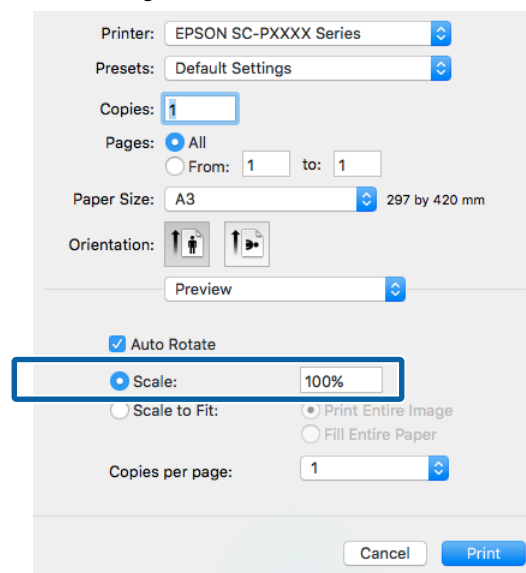 Printer: EPSON SC-PXXXX Series
Presets: Default Settings
Copies: 1
Pages: All
From: 1 to: 1
Paper Size: A3 297 by 420 mm
Orientation:
Preview
Auto Rotate
Scale: 100%
Scale to Fit: Print Entire Image
Fill Entire Paper
Copies per page: 1
Cancel Print